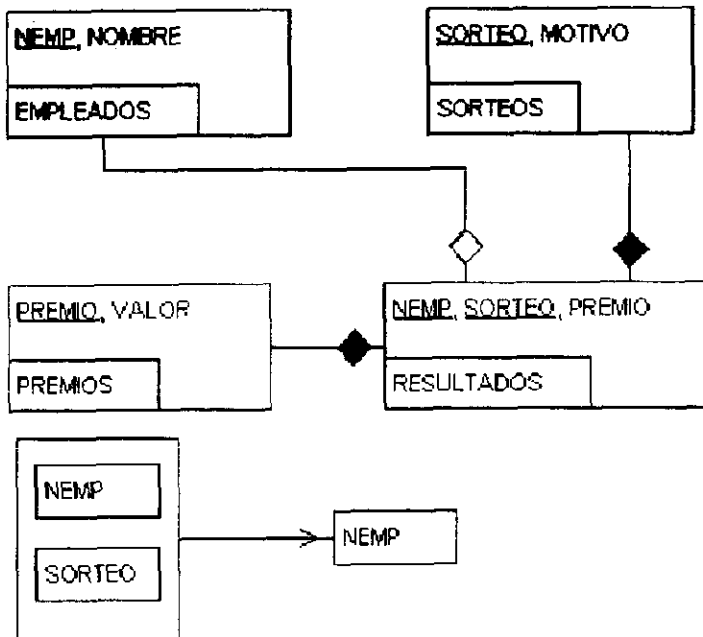 NEMP, NOMBRE
EMPLEADOS
SORTEO, MOTIVO
SORTEOS
PREMIO, VALOR
PREMIOS
NEMP, SORTEO, PREMIO
RESULTADOS
NEMP
SORTEO
NEMP